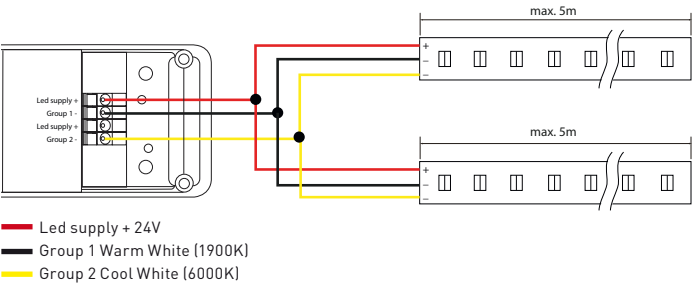 max. 5m
+
−
−
Led supply +
Group 1 -
Led supply +
Group 2 -
max. 5m
+
−
−
Led supply + 24V
Group 1 Warm White (1900K)
Group 2 Cool White (6000K)